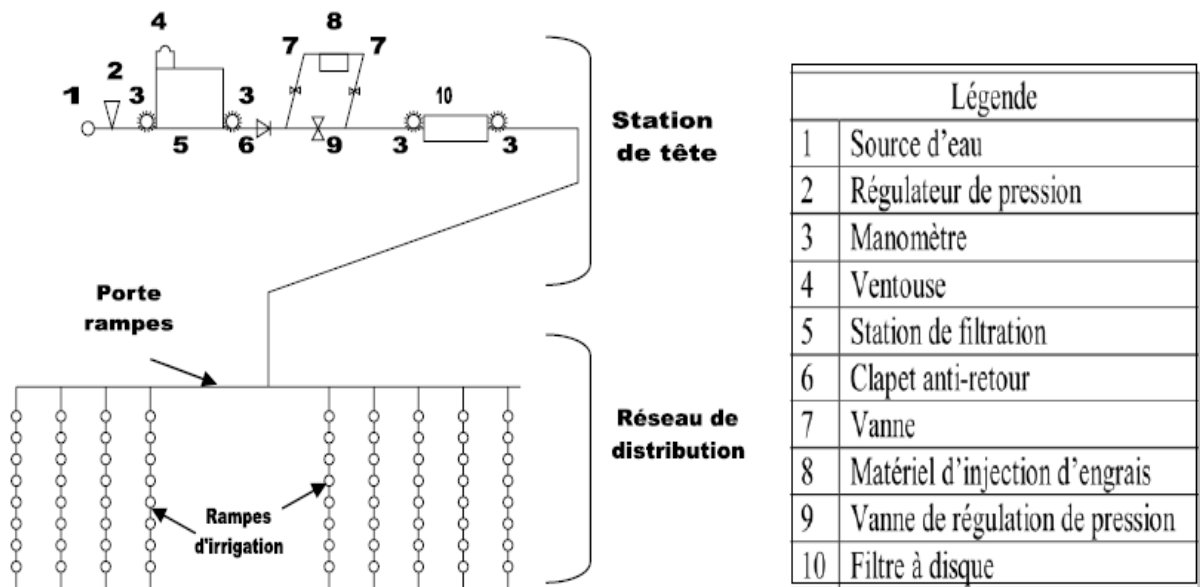 4
8
7
7
2
3
3
10
1
5
6
9
3
3
Station
de tête
Porte
rampes
Réseau de
distribution
Rampes
d'irrigation
Légende
1 Source d'eau
2 Régulateur de pression
3 Manomètre
4 Ventouse
5 Station de filtration
6 Clapet anti-retour
7 Vanne
8 Matériel d'injection d'engrais
9 Vanne de régulation de pression
10 Filtre à disque